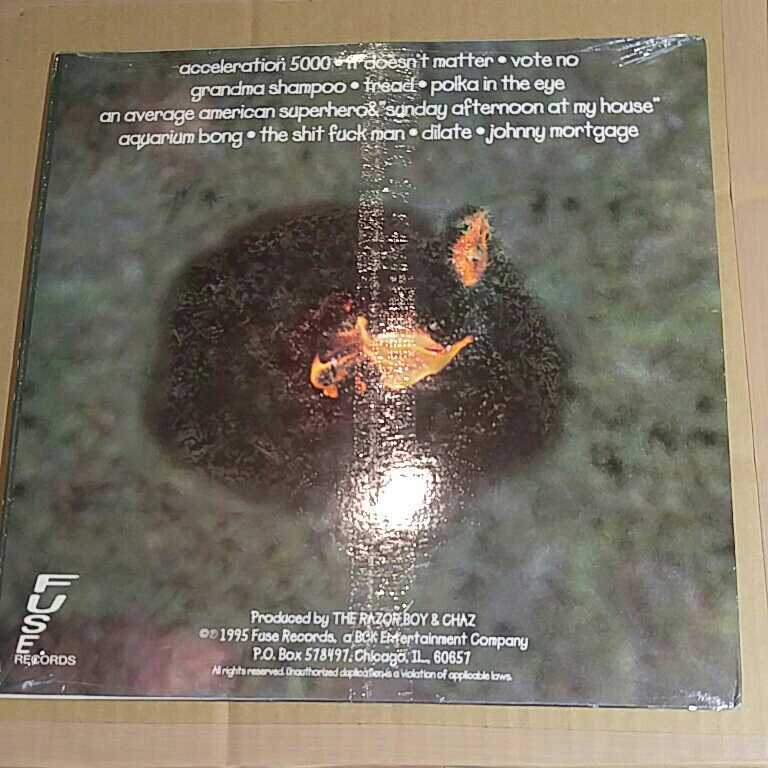 acceleration 5000 • it doesn't matter • vote no
grandma shampoo • tread • polka in the eye
an average american superhero & "sunday afternoon at my house"
aquarium bong • the shit fuck man • dilate • johnny mortgage
FUSE.
RECORDS
Produced by THE RAZOR BOY & CHAZ
©℗ 1995 Fuse Records, a BCK Entertainment Company
P.O. Box 578497, Chicago, IL, 60657
All rights reserved. Unauthorized duplication is a violation of applicable laws.